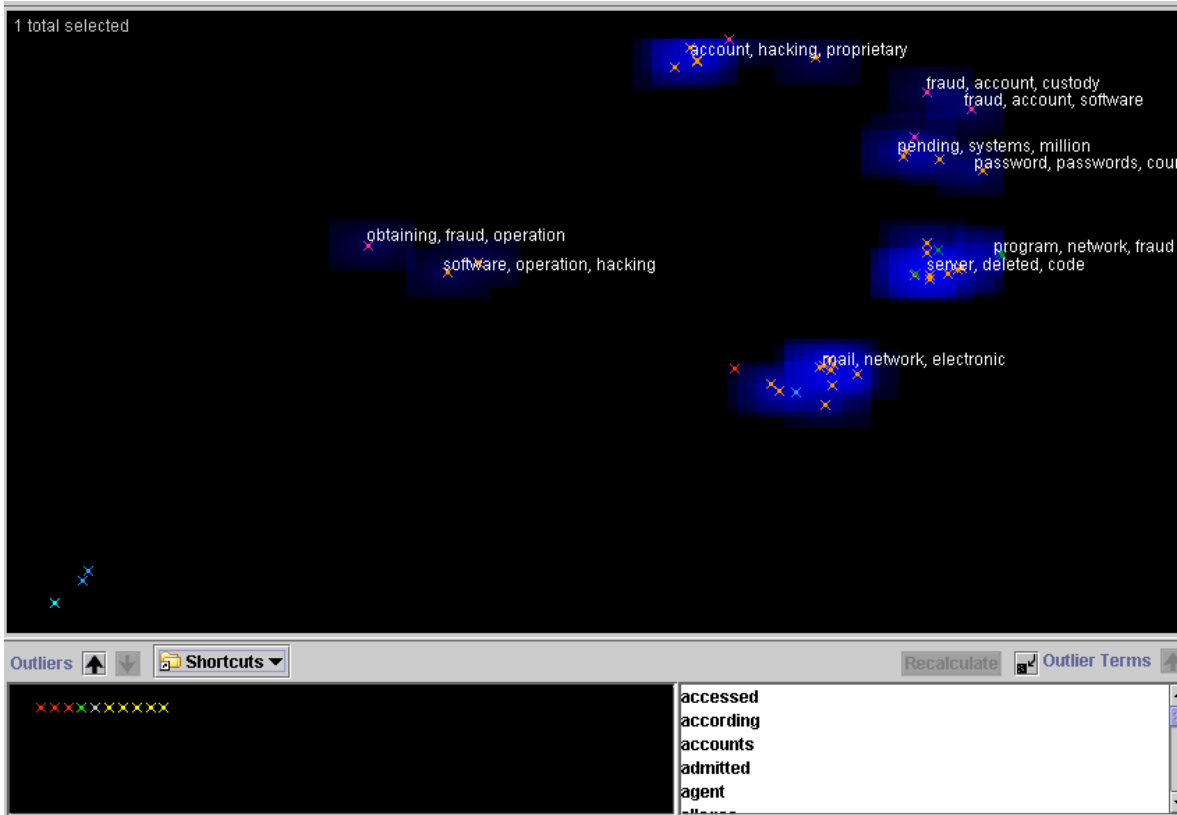 1 total selected
account, hacking, proprietary
fraud, account, custody
fraud, account, software
pending, systems, million
password, passwords,
obtaining, fraud, operation
software, operation, hacking
program, network, fraud
server, deleted, code
mail, network, electronic
Outliers
Shortcuts
Recalculate
Outlier Terms
accessed
according
accounts
admitted
agent